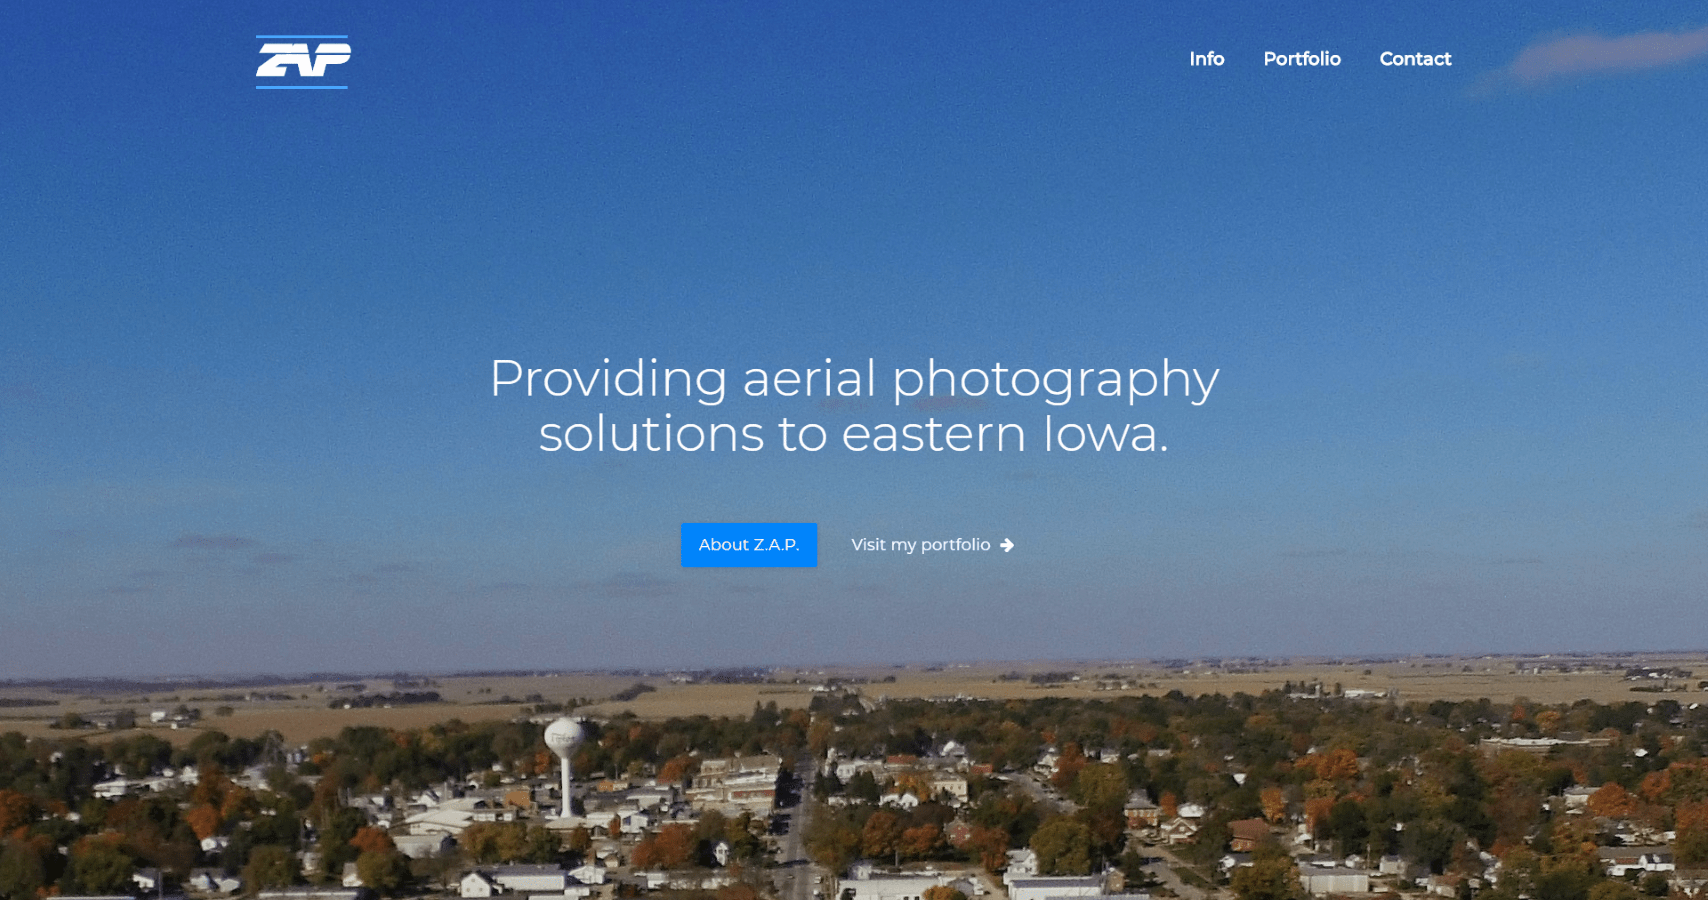 ZAP
Info
Portfolio
Contact
Providing aerial photography
solutions to eastern Iowa.
About Z.A.P.
Visit my portfolio